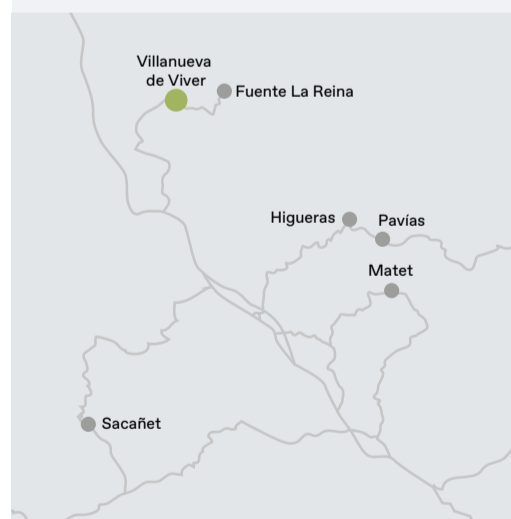 Villanueva
de Viver
Fuente La Reina
Higueras
Pavías
Matet
Sacañet